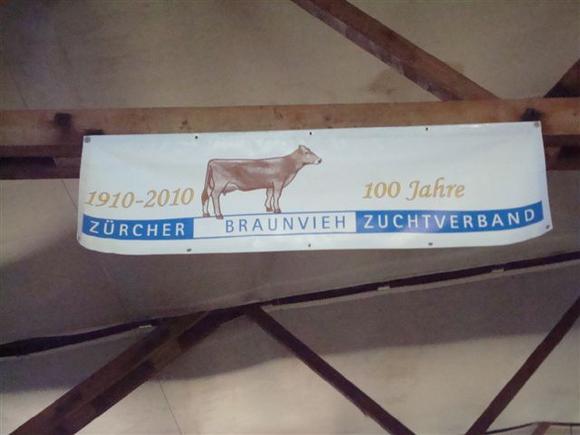 1910-2010 100 Jahre
ZÜRCHER BRAUNVIEH ZUCHTVERBAND